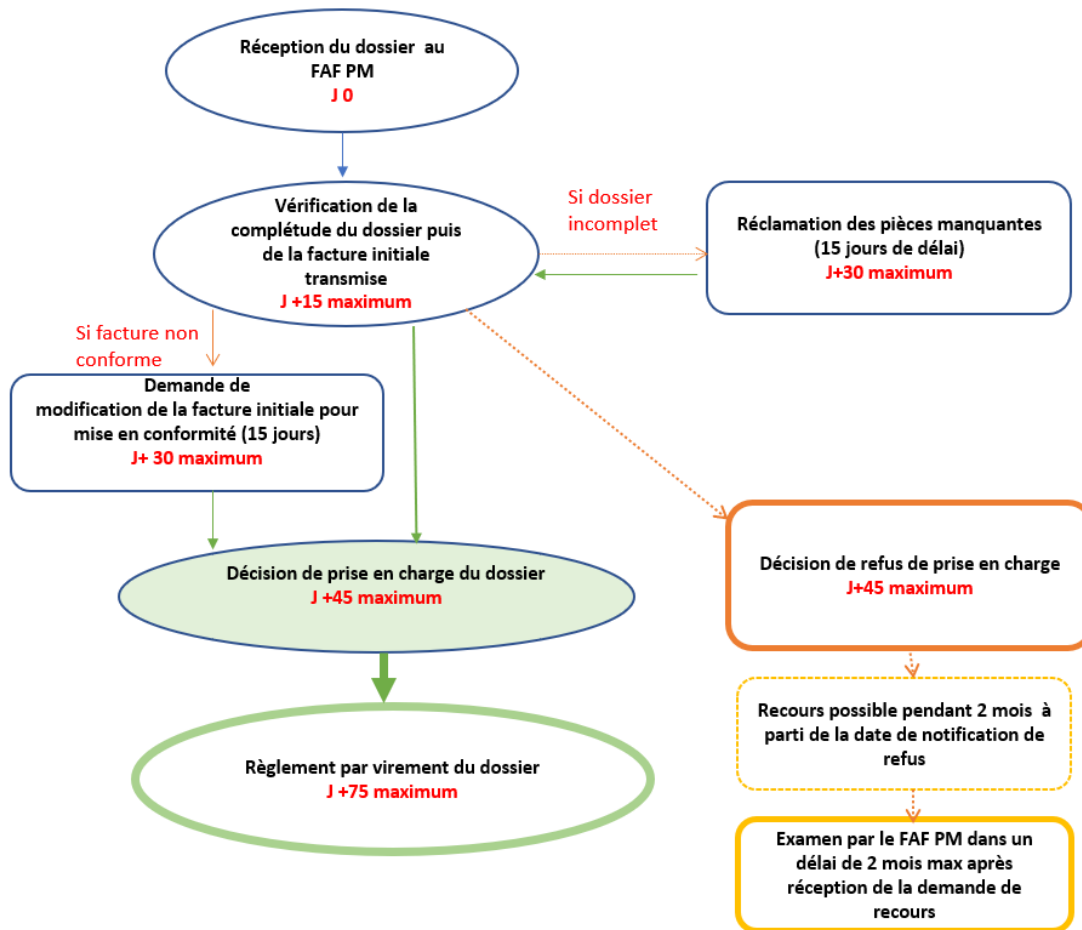 Réception du dossier au
FAF PM
J 0
Vérification de la
complétude du dossier puis
de la facture initiale
transmise
J +15 maximum
Si dossier
incomplet
Réclamation des pièces manquantes
(15 jours de délai)
J+30 maximum
Si facture non
conforme
Demande de
modification de la facture initiale pour
mise en conformité (15 jours)
J+ 30 maximum
Décision de prise en charge du dossier
J +45 maximum
Décision de refus de prise en charge
J+45 maximum
Règlement par virement du dossier
J +75 maximum
Recours possible pendant 2 mois à
parti de la date de notification de
refus
Examen par le FAF PM dans un
délai de 2 mois max après
réception de la demande de
recours